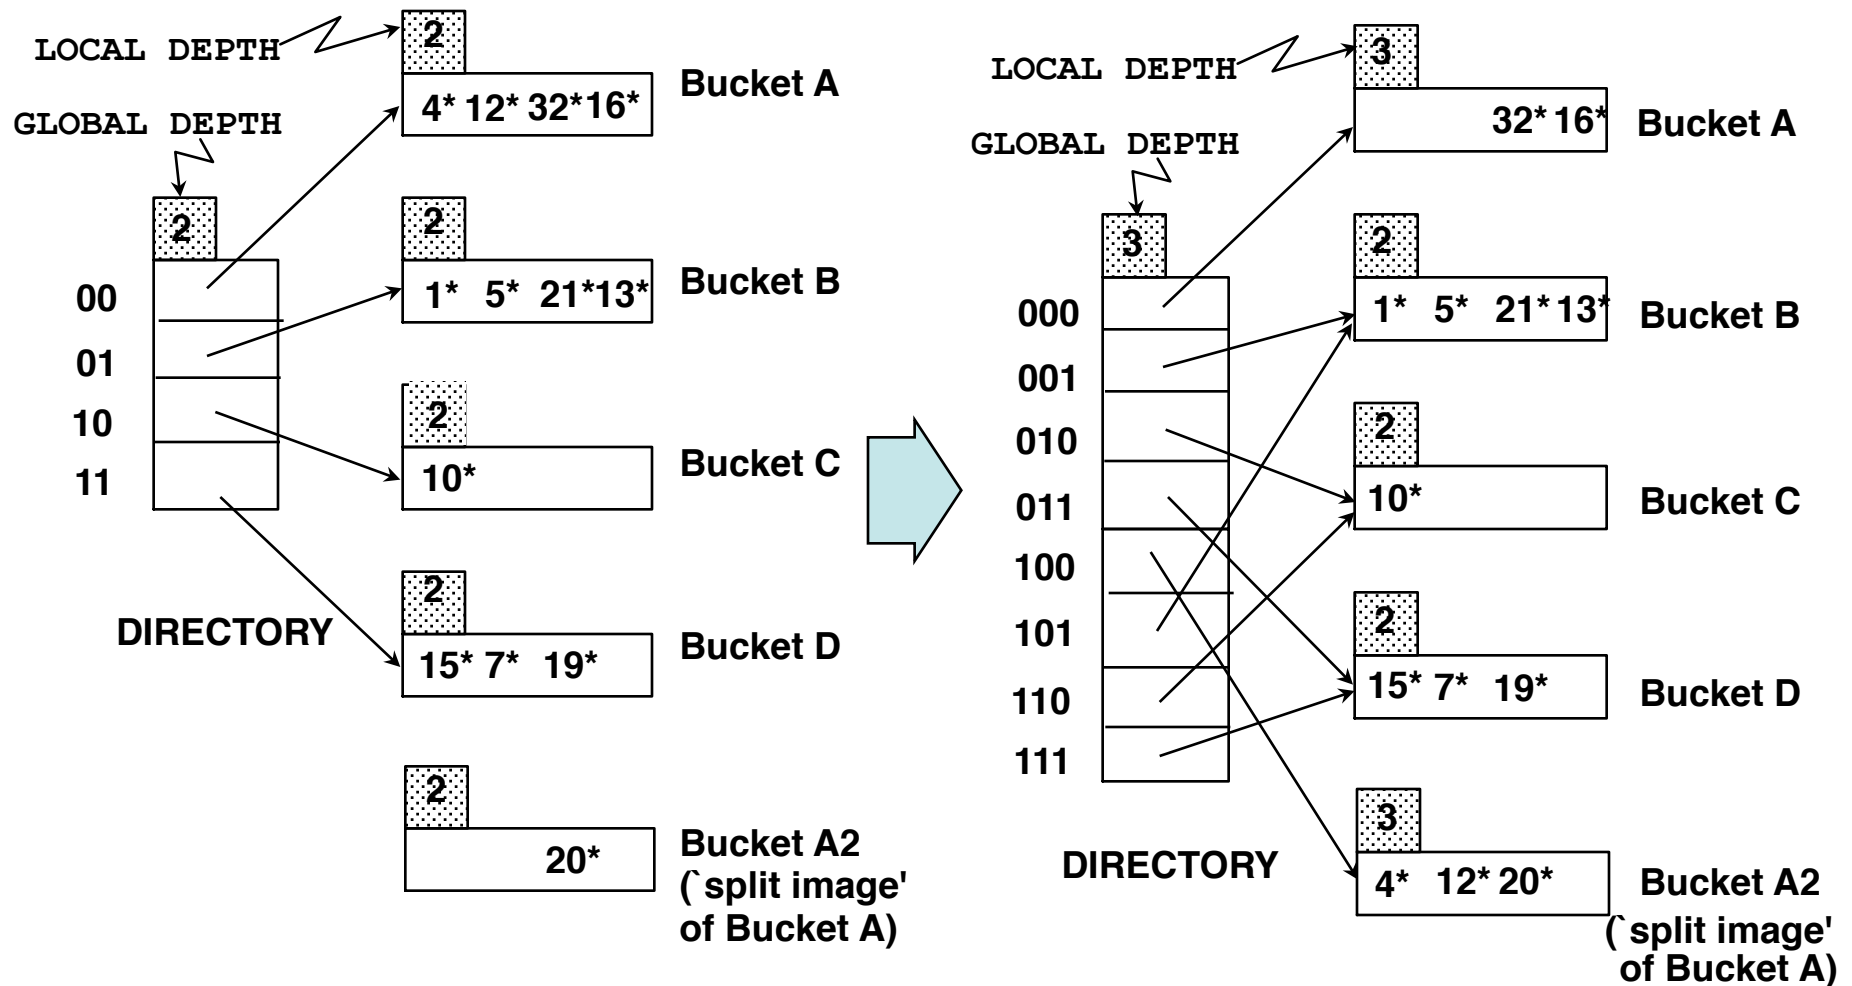 LOCAL DEPTH
2
4* 12* 32* 16*
Bucket A
GLOBAL DEPTH
2
00
01
10
11
DIRECTORY
2
1* 5* 21* 13*
Bucket B
2
10*
Bucket C
2
15* 7* 19*
Bucket D
2
20*
Bucket A2
(`split image'
of Bucket A)
LOCAL DEPTH
3
32* 16*
Bucket A
GLOBAL DEPTH
3
000
001
010
011
100
101
110
111
DIRECTORY
2
1* 5* 21* 13*
Bucket B
2
10*
Bucket C
2
15* 7* 19*
Bucket D
3
4* 12* 20*
Bucket A2
(`split image'
of Bucket A)